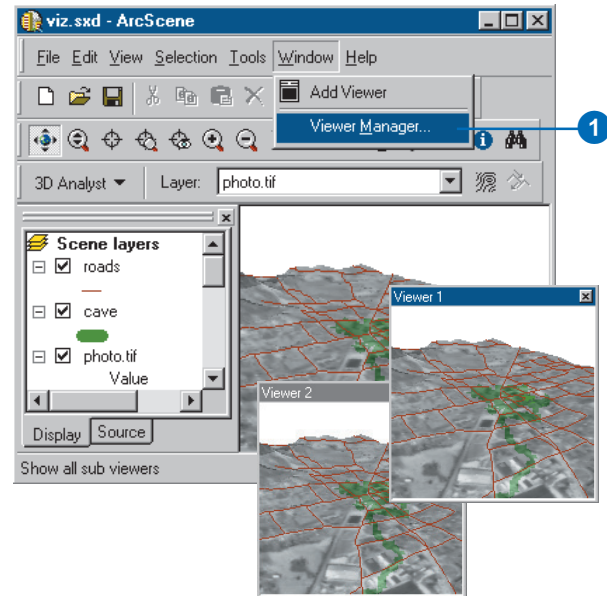 viz.sxd - ArcScene
File Edit View Selection Tools Window Help
Add Viewer
Viewer Manager...
1
3D Analyst Layer: photo.tif
Scene layers
roads
cave
photo.tif
Value
Display Source
Show all sub viewers
Viewer 1
Viewer 2